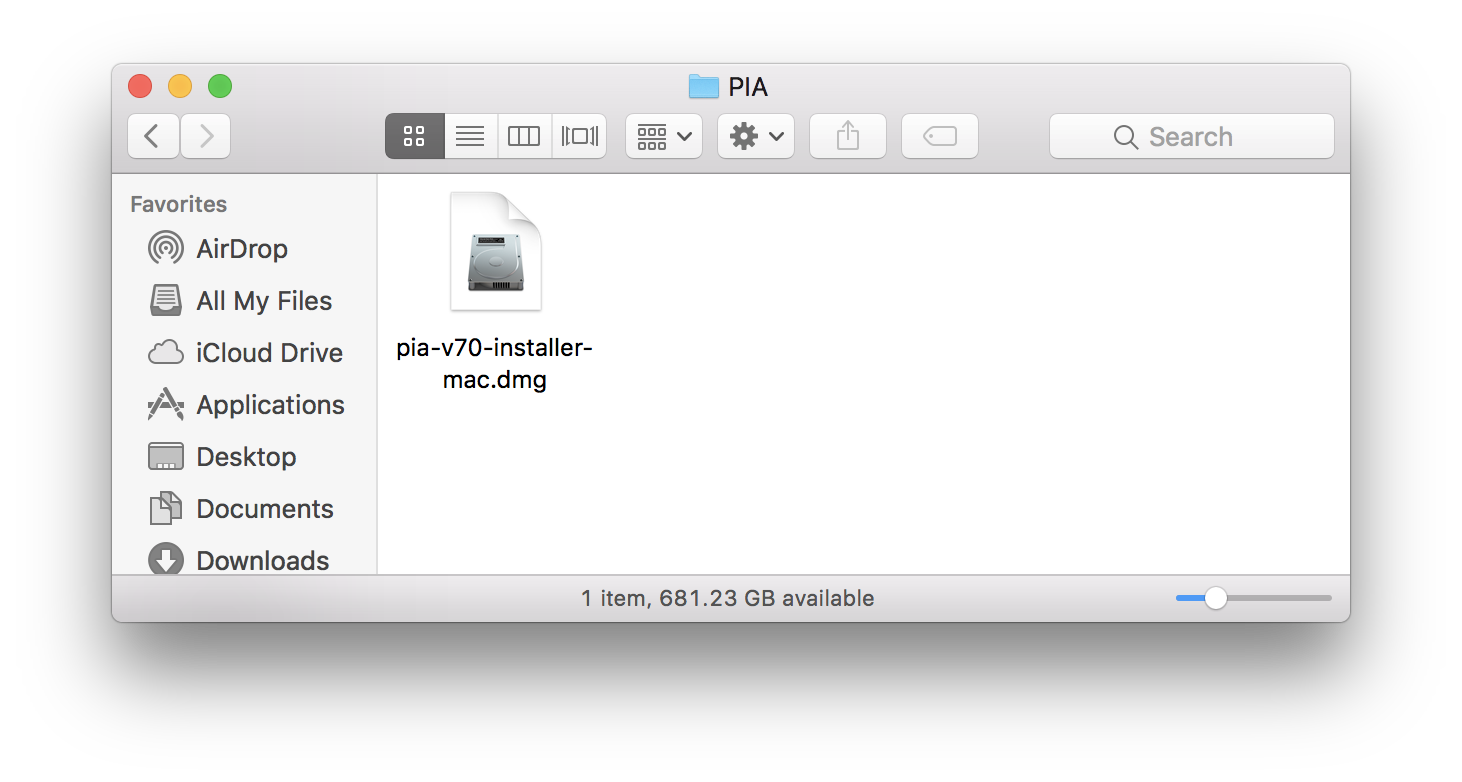 PIA
Search
Favorites
AirDrop
All My Files
iCloud Drive
Applications
Desktop
Documents
Downloads
pia-v70-installer-
mac.dmg
1 item, 681.23 GB available